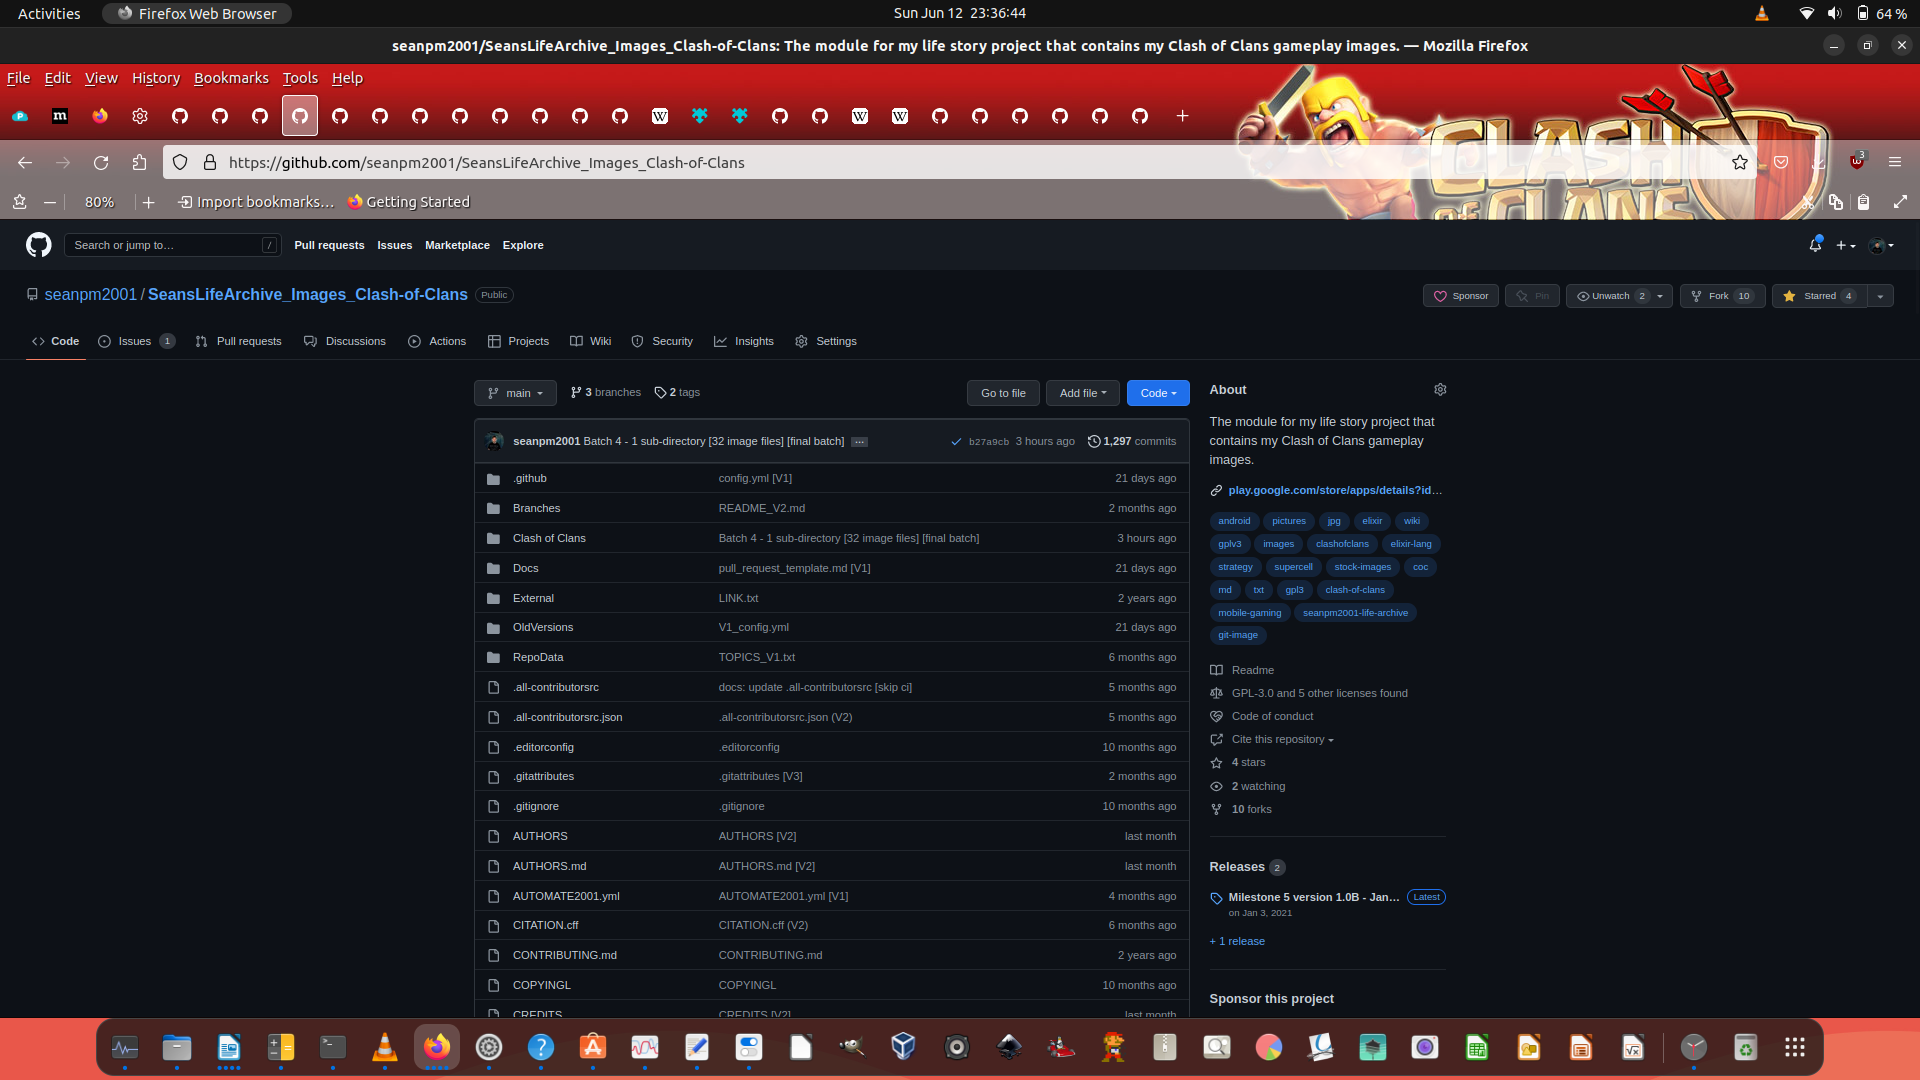 Activities Firefox Web Browser Sun Jun 12 23:36:44 64 %
seanpm2001/SeansLifeArchive_Images_Clash-of-Clans: The module for my life story project that contains my Clash of Clans gameplay images. — Mozilla Firefox
File Edit View History Bookmarks Tools Help
https://github.com/seanpm2001/SeansLifeArchive_Images_Clash-of-Clans 3
80% Import bookmarks… Getting Started
CLASH
OF CLANS
Search or jump to… / Pull requests Issues Marketplace Explore
seanpm2001 / SeansLifeArchive_Images_Clash-of-Clans Public Sponsor Pin Unwatch 2 Fork 10 Starred 4
Code Issues 1 Pull requests Discussions Actions Projects Wiki Security Insights Settings
main 3 branches 2 tags Go to file Add file Code
seanpm2001 Batch 4 - 1 sub-directory [32 image files] [final batch] ... b27a9cb 3 hours ago 1,297 commits
.github config.yml [V1] 21 days ago
Branches README_V2.md 2 months ago
Clash of Clans Batch 4 - 1 sub-directory [32 image files] [final batch] 3 hours ago
Docs pull_request_template.md [V1] 21 days ago
External LINK.txt 2 years ago
OldVersions V1_config.yml 21 days ago
RepoData TOPICS_V1.txt 6 months ago
.all-contributorsrc docs: update .all-contributorsrc [skip ci] 5 months ago
.all-contributorsrc.json .all-contributorsrc.json (V2) 5 months ago
.editorconfig .editorconfig 10 months ago
.gitattributes .gitattributes [V3] 2 months ago
.gitignore .gitignore 10 months ago
AUTHORS AUTHORS [V2] last month
AUTHORS.md AUTHORS.md [V2] last month
AUTOMATE2001.yml AUTOMATE2001.yml [V1] 4 months ago
CITATION.cff CITATION.cff (V2) 6 months ago
CONTRIBUTING.md CONTRIBUTING.md 2 years ago
COPYINGL COPYINGL 10 months ago
CREDITS CREDITS [V2] last month
About
The module for my life story project that
contains my Clash of Clans gameplay
images.
play.google.com/store/apps/details?id…
android pictures jpg elixir wiki
gplv3 images clashofclans elixir-lang
strategy supercell stock-images coc
md txt gpl3 clash-of-clans
mobile-gaming seanpm2001-life-archive
git-image
Readme
GPL-3.0 and 5 other licenses found
Code of conduct
Cite this repository
4 stars
2 watching
10 forks
Releases 2
Milestone 5 version 1.0B - Jan… Latest
on Jan 3, 2021
+ 1 release
Sponsor this project